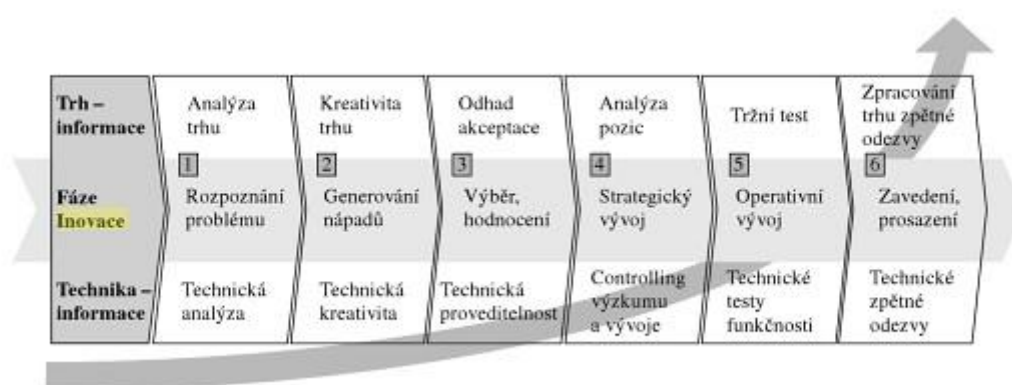 Trh –
informace
Analýza
trhu
Kreativita
trhu
Odhad
akceptace
Analýza
pozic
Tržní test
Zpracování
trhu zpětné
odezvy
Fáze
Inovace
1
Rozpoznání
problému
2
Generování
nápadů
3
Výběr,
hodnocení
4
Strategický
vývoj
5
Operativní
vývoj
6
Zavedení,
prosazení
Technika –
informace
Technická
analýza
Technická
kreativita
Technická
proveditelnost
Controlling
výzkumu
a vývoje
Technické
testy
funkčnosti
Technické
zpětné
odezvy